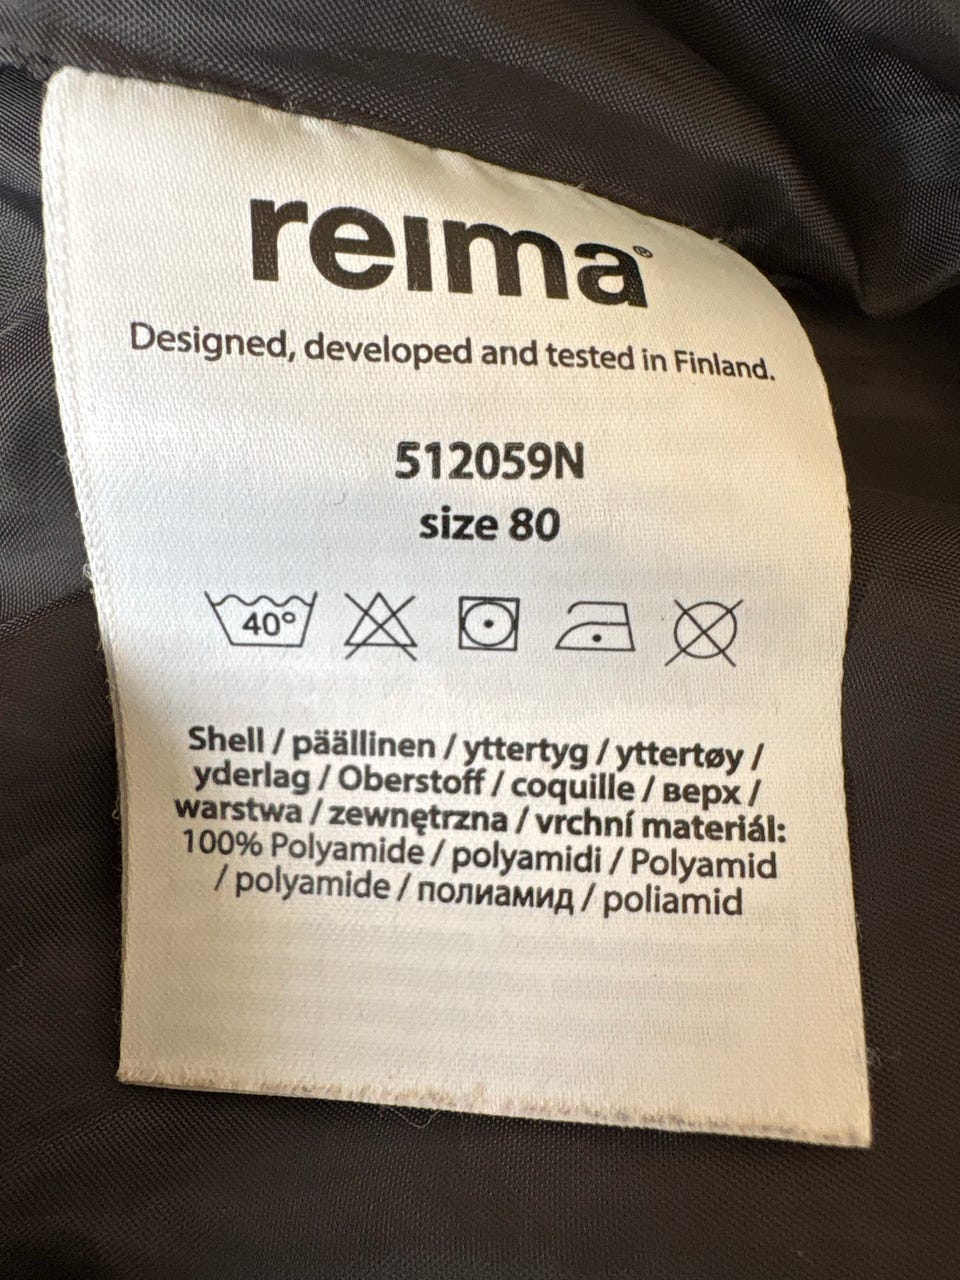 reima®
Designed, developed and tested in Finland.
512059N
size 80
40°
Shell / päällinen / yttertyg / yttertøy /
yderlag / Oberstoff / coquille / верх /
warstwa / zewnętrzna / vrchní materiál:
100% Polyamide / polyamidi / Polyamid
/ polyamide / полиамид / poliamid